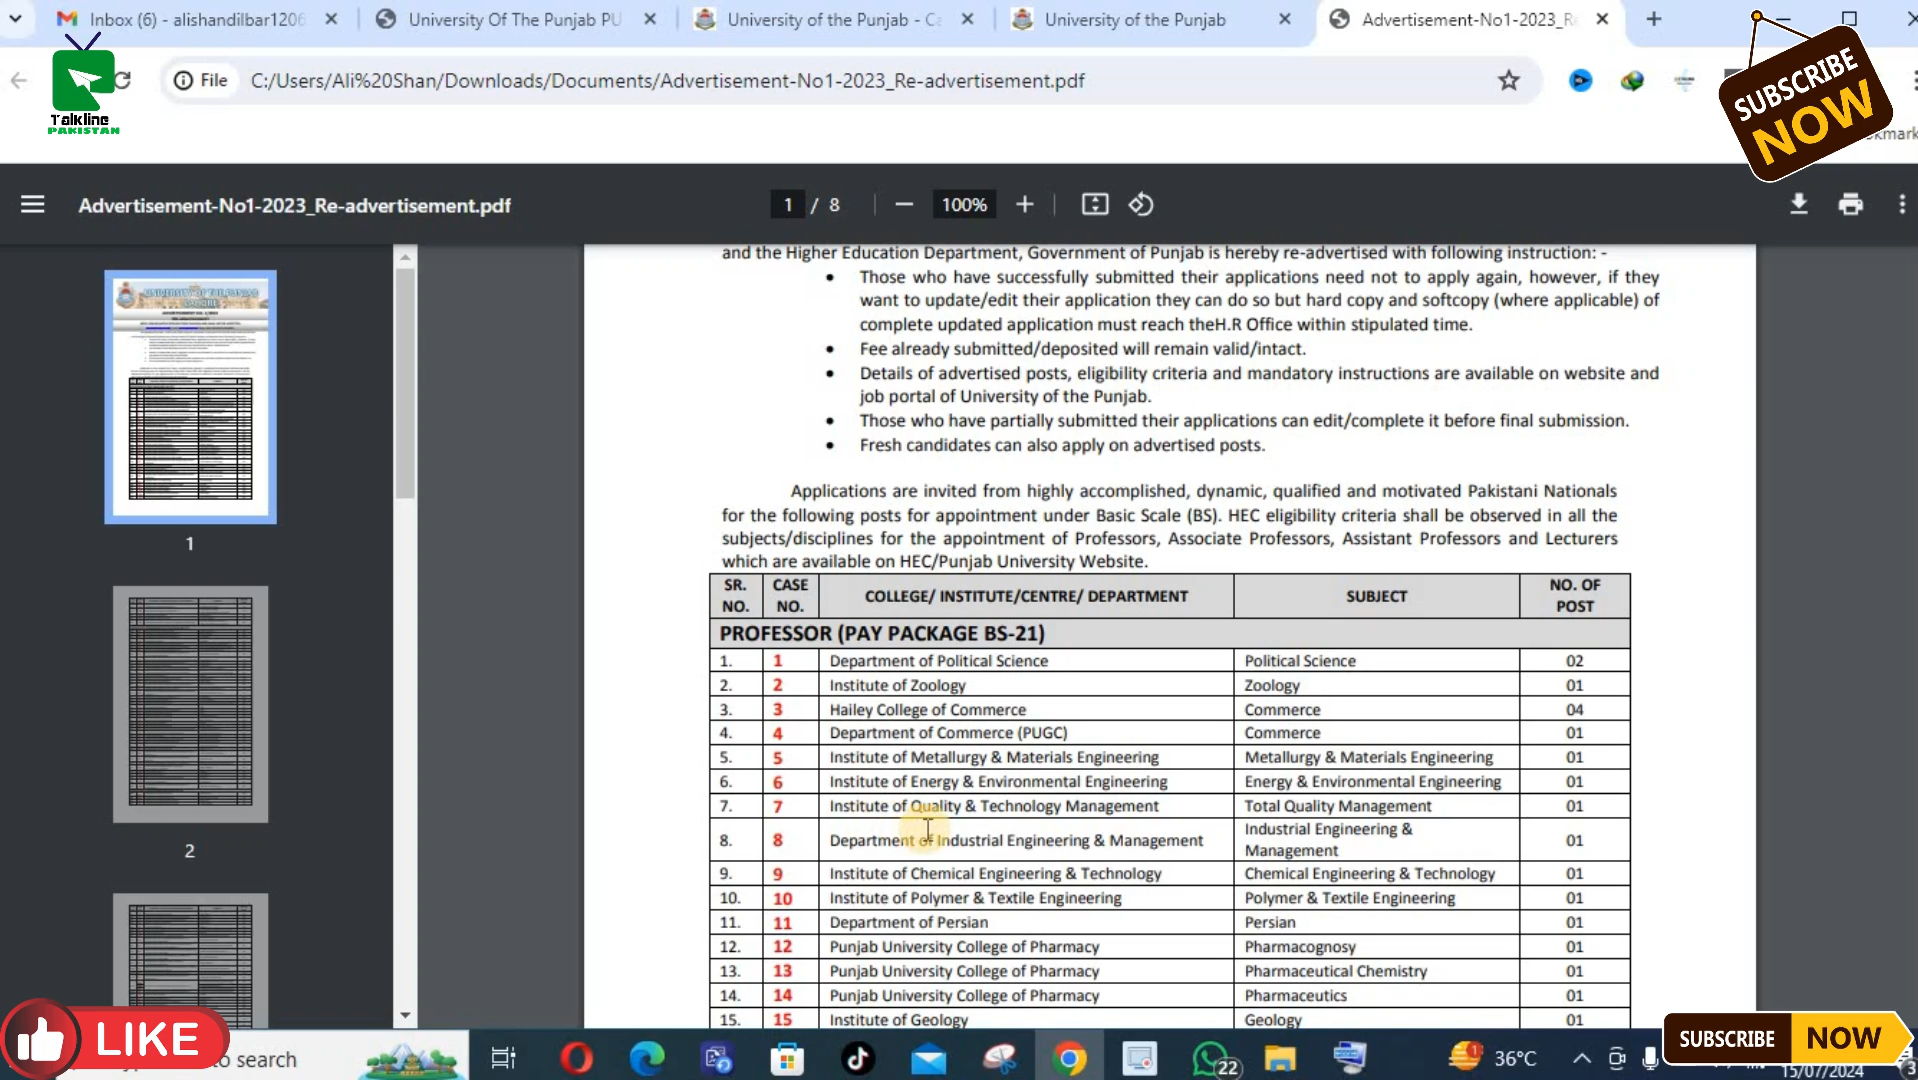 Inbox (6) - alishandilbar1206
University Of The Punjab PU
University of the Punjab - Ca
University of the Punjab
Advertisement-No1-2023_Re
File
C:/Users/Ali%20Shan/Downloads/Documents/Advertisement-No1-2023_Re-advertisement.pdf
Talkline
PAKISTAN
SUBSCRIBE
NOW
Advertisement-No1-2023_Re-advertisement.pdf
1 / 8
100%
and the Higher Education Department, Government of Punjab is hereby re-advertised with following instruction: -
• Those who have successfully submitted their applications need not to apply again, however, if they
want to update/edit their application they can do so but hard copy and softcopy (where applicable) of
complete updated application must reach theH.R Office within stipulated time.
• Fee already submitted/deposited will remain valid/intact.
• Details of advertised posts, eligibility criteria and mandatory instructions are available on website and
job portal of University of the Punjab.
• Those who have partially submitted their applications can edit/complete it before final submission.
• Fresh candidates can also apply on advertised posts.
Applications are invited from highly accomplished, dynamic, qualified and motivated Pakistani Nationals
for the following posts for appointment under Basic Scale (BS). HEC eligibility criteria shall be observed in all the
subjects/disciplines for the appointment of Professors, Associate Professors, Assistant Professors and Lecturers
which are available on HEC/Punjab University Website.
SR. NO. CASE NO. COLLEGE/ INSTITUTE/CENTRE/ DEPARTMENT SUBJECT NO. OF POST
PROFESSOR (PAY PACKAGE BS-21)
1. 1 Department of Political Science Political Science 02
2. 2 Institute of Zoology Zoology 01
3. 3 Hailey College of Commerce Commerce 04
4. 4 Department of Commerce (PUGC) Commerce 01
5. 5 Institute of Metallurgy & Materials Engineering Metallurgy & Materials Engineering 01
6. 6 Institute of Energy & Environmental Engineering Energy & Environmental Engineering 01
7. 7 Institute of Quality & Technology Management Total Quality Management 01
8. 8 Department of Industrial Engineering & Management Industrial Engineering & Management 01
9. 9 Institute of Chemical Engineering & Technology Chemical Engineering & Technology 01
10. 10 Institute of Polymer & Textile Engineering Polymer & Textile Engineering 01
11. 11 Department of Persian Persian 01
12. 12 Punjab University College of Pharmacy Pharmacognosy 01
13. 13 Punjab University College of Pharmacy Pharmaceutical Chemistry 01
14. 14 Punjab University College of Pharmacy Pharmaceutics 01
15. 15 Institute of Geology Geology 01
1
2
LIKE
to search
22
1
36°C
15/07/2024
3
SUBSCRIBE NOW